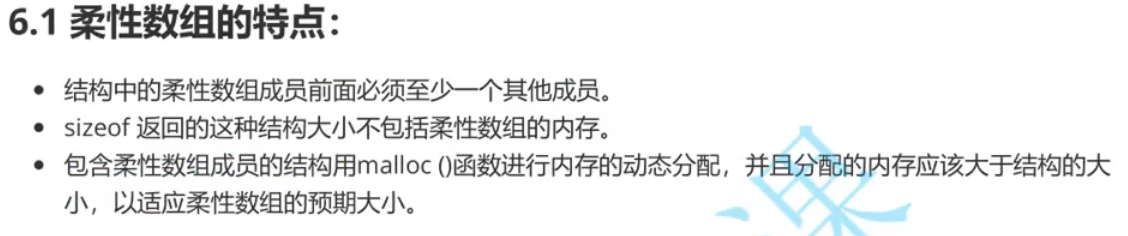 6.1 柔性数组的特点：
• 结构中的柔性数组成员前面必须至少一个其他成员。
• sizeof 返回的这种结构大小不包括柔性数组的内存。
• 包含柔性数组成员的结构用malloc ()函数进行内存的动态分配，并且分配的内存应该大于结构的大
小，以适应柔性数组的预期大小。
课